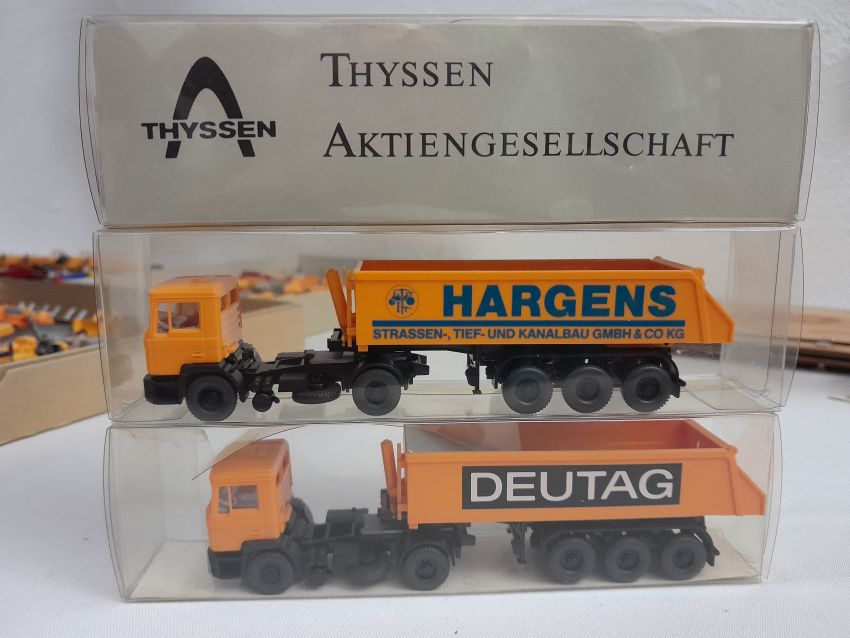 THYSSEN
THYSSEN
AKTIENGESELLSCHAFT
HARGENS
STRASSEN-, TIEF- UND KANALBAU GMBH & CO KG
DEUTAG